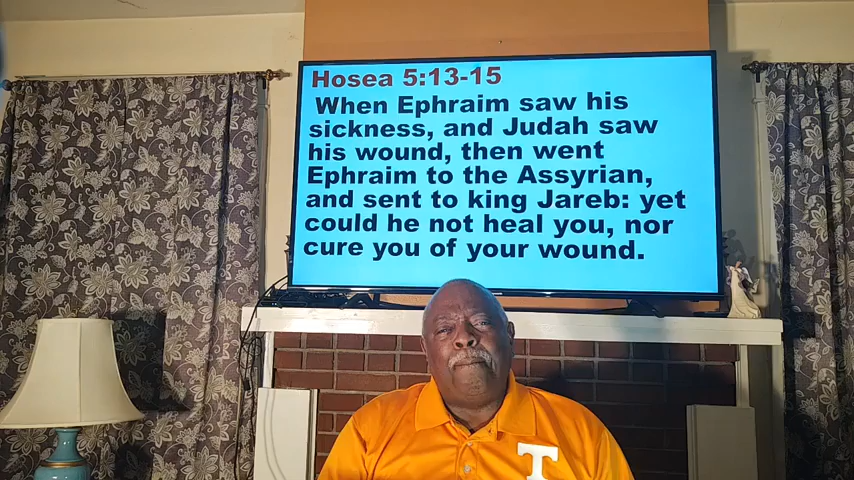 Hosea 5:13-15
When Ephraim saw his
sickness, and Judah saw
his wound, then went
Ephraim to the Assyrian,
and sent to king Jareb: yet
could he not heal you, nor
cure you of your wound.
T